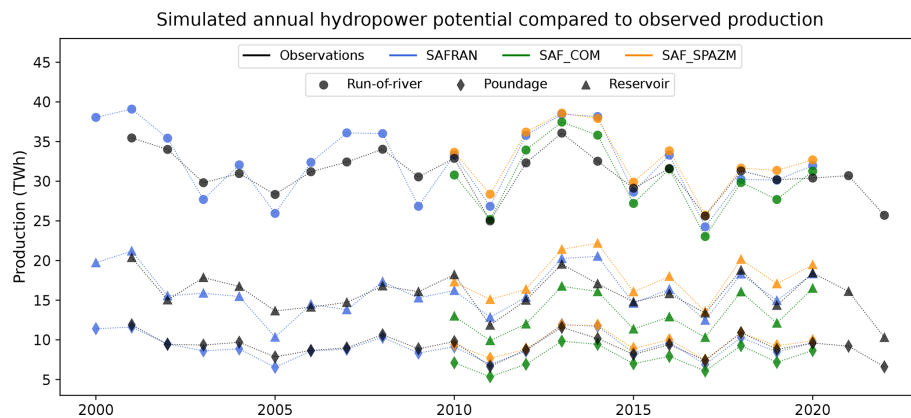 Simulated annual hydropower potential compared to observed production
Observations SAFRAN SAF_COM SAF_SPAZM
Run-of-river Poundage Reservoir
Production (TWh)
45
40
35
30
25
20
15
10
5
2000 2005 2010 2015 2020